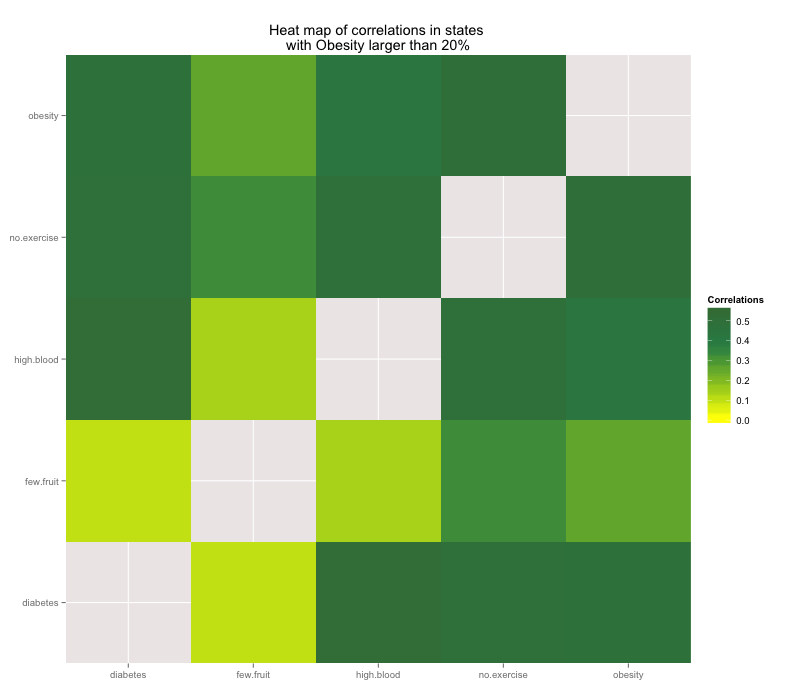 Heat map of correlations in states
with Obesity larger than 20%
obesity
no.exercise
high.blood
few.fruit
diabetes
diabetes
few.fruit
high.blood
no.exercise
obesity
Correlations
0.5
0.4
0.3
0.2
0.1
0.0